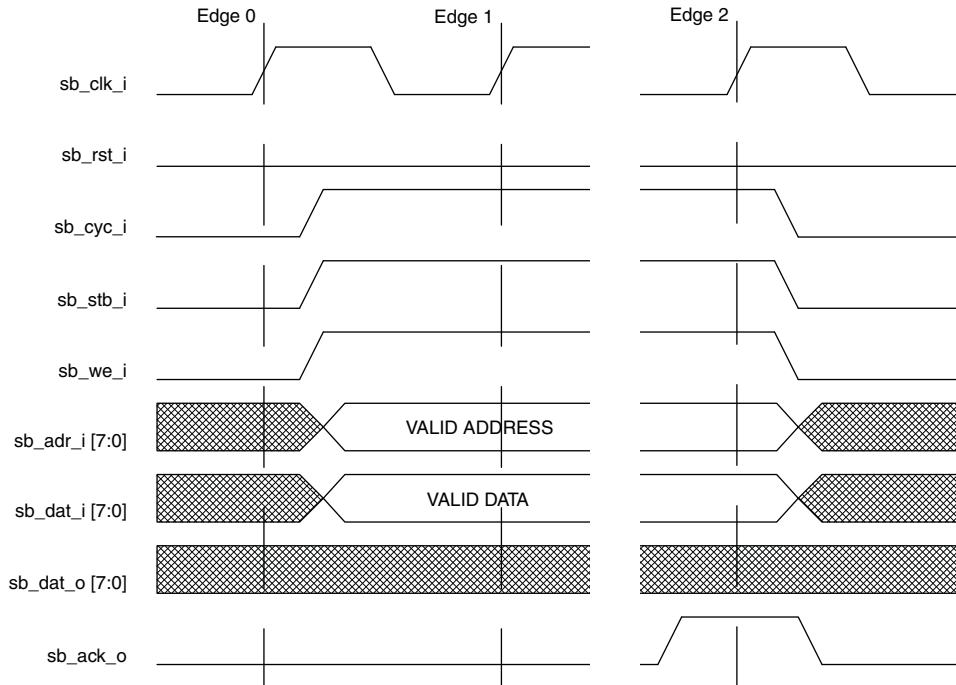 Edge 0 Edge 1 Edge 2
sb_clk_i
sb_rst_i
sb_cyc_i
sb_stb_i
sb_we_i
sb_adr_i [7:0] VALID ADDRESS
sb_dat_i [7:0] VALID DATA
sb_dat_o [7:0]
sb_ack_o